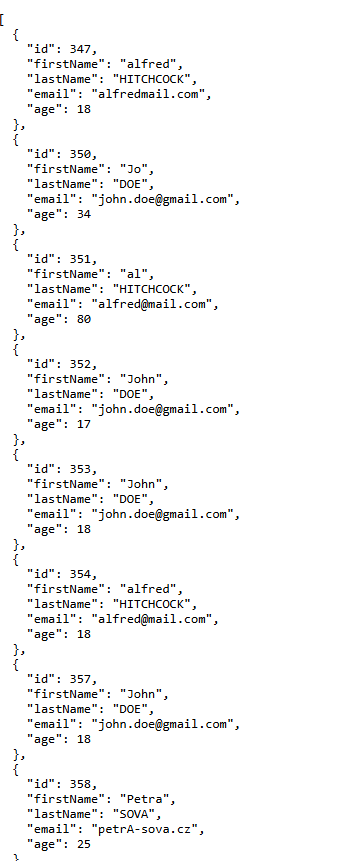 [
  {
    "id": 347,
    "firstName": "alfred",
    "lastName": "HITCHCOCK",
    "email": "alfredmail.com",
    "age": 18
  },
  {
    "id": 350,
    "firstName": "Jo",
    "lastName": "DOE",
    "email": "john.doe@gmail.com",
    "age": 34
  },
  {
    "id": 351,
    "firstName": "al",
    "lastName": "HITCHCOCK",
    "email": "alfred@mail.com",
    "age": 80
  },
  {
    "id": 352,
    "firstName": "John",
    "lastName": "DOE",
    "email": "john.doe@gmail.com",
    "age": 17
  },
  {
    "id": 353,
    "firstName": "John",
    "lastName": "DOE",
    "email": "john.doe@gmail.com",
    "age": 18
  },
  {
    "id": 354,
    "firstName": "alfred",
    "lastName": "HITCHCOCK",
    "email": "alfred@mail.com",
    "age": 18
  },
  {
    "id": 357,
    "firstName": "John",
    "lastName": "DOE",
    "email": "john.doe@gmail.com",
    "age": 18
  },
  {
    "id": 358,
    "firstName": "Petra",
    "lastName": "SOVA",
    "email": "petrA-sova.cz",
    "age": 25
  }